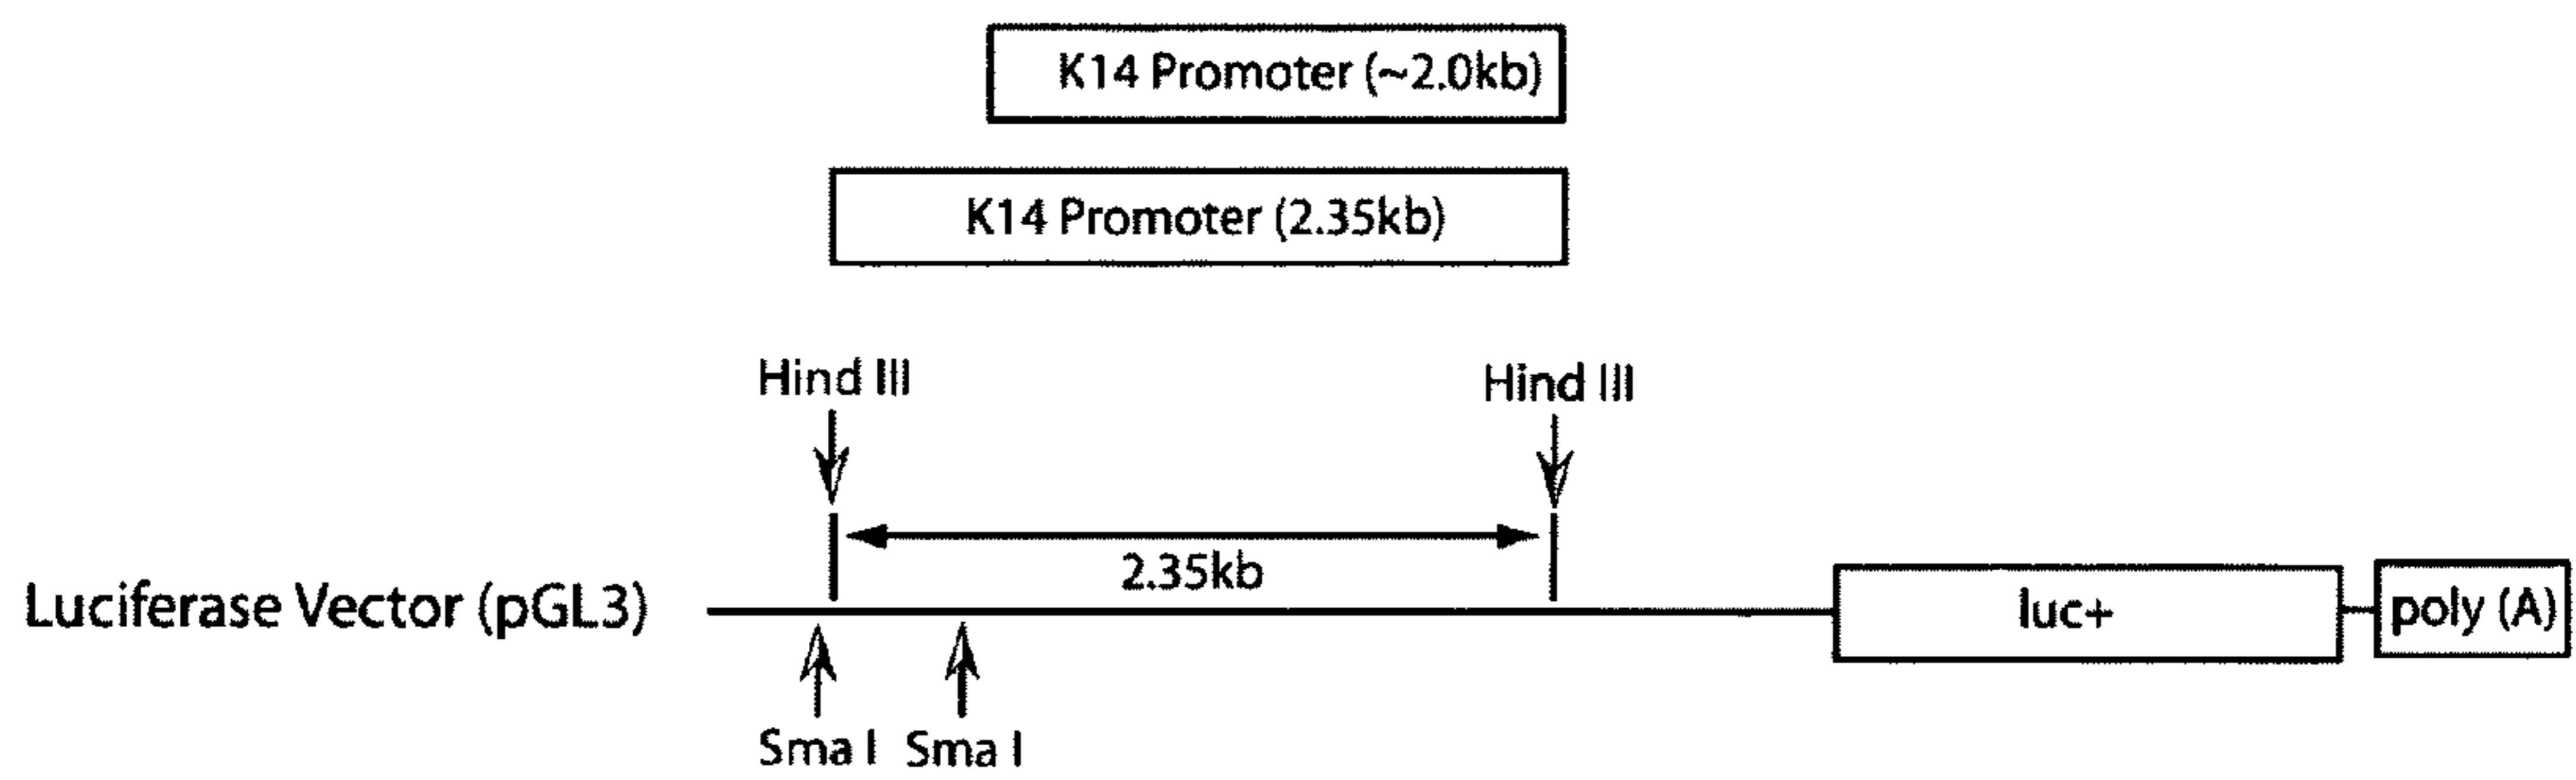 K14 Promoter (~2.0kb)
K14 Promoter (2.35kb)
Hind III
Hind III
2.35kb
Luciferase Vector (pGL3)
luc+
poly (A)
Sma I
Sma I